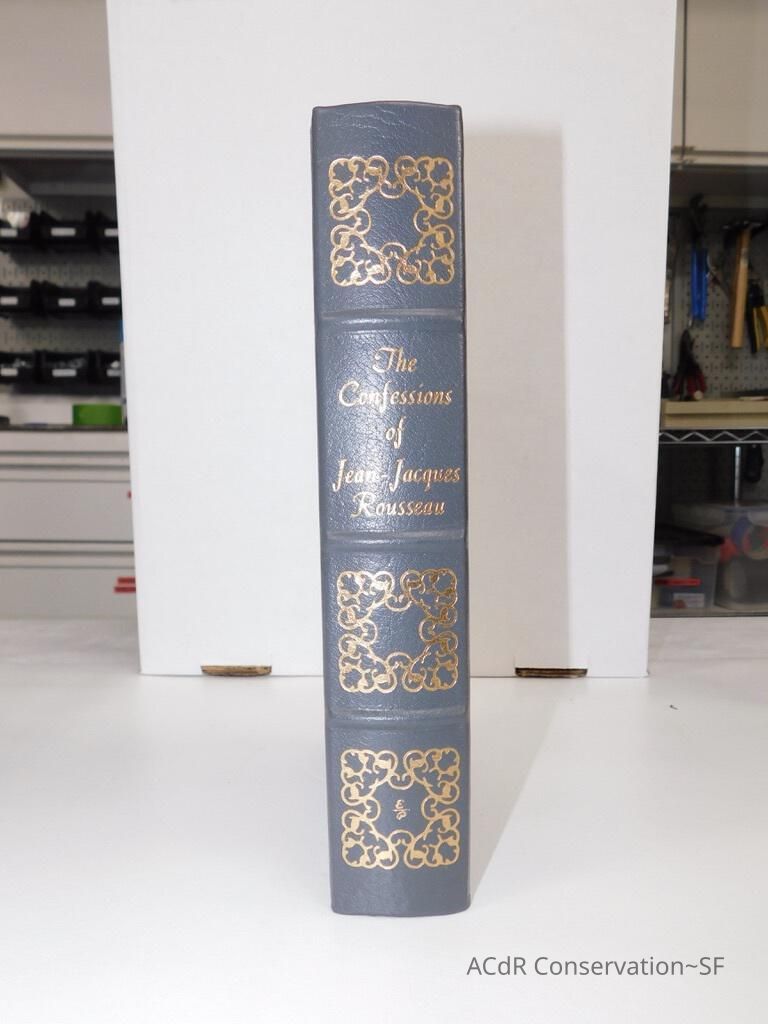 The
Confessions
of
Jean-Jacques
Rousseau
ACdR Conservation~SF